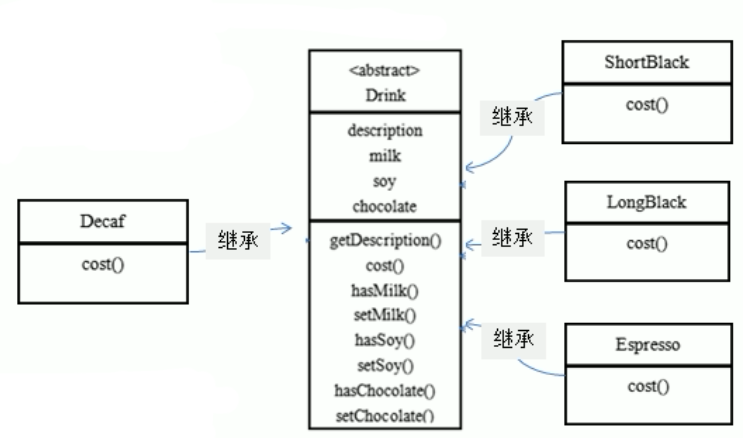 Decaf
cost()
继承
<abstract>
Drink
description
milk
soy
chocolate
getDescription()
cost()
hasMilk()
setMilk()
hasSoy()
setSoy()
hasChocolate()
setChocolate()
继承
继承
继承
ShortBlack
cost()
LongBlack
cost()
Espresso
cost()